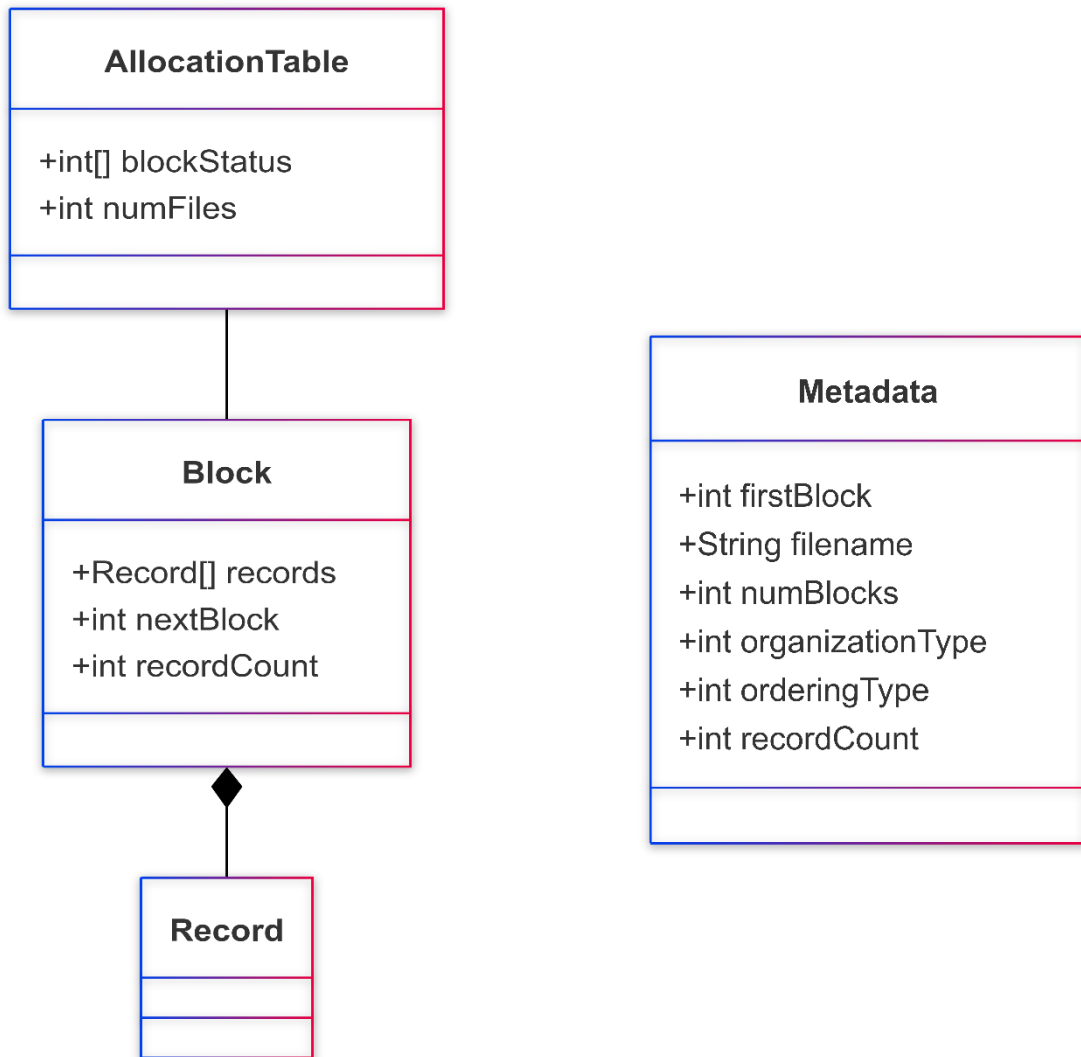 AllocationTable
+int[] blockStatus
+int numFiles
Block
+Record[] records
+int nextBlock
+int recordCount
Record
Metadata
+int firstBlock
+String filename
+int numBlocks
+int organizationType
+int orderingType
+int recordCount